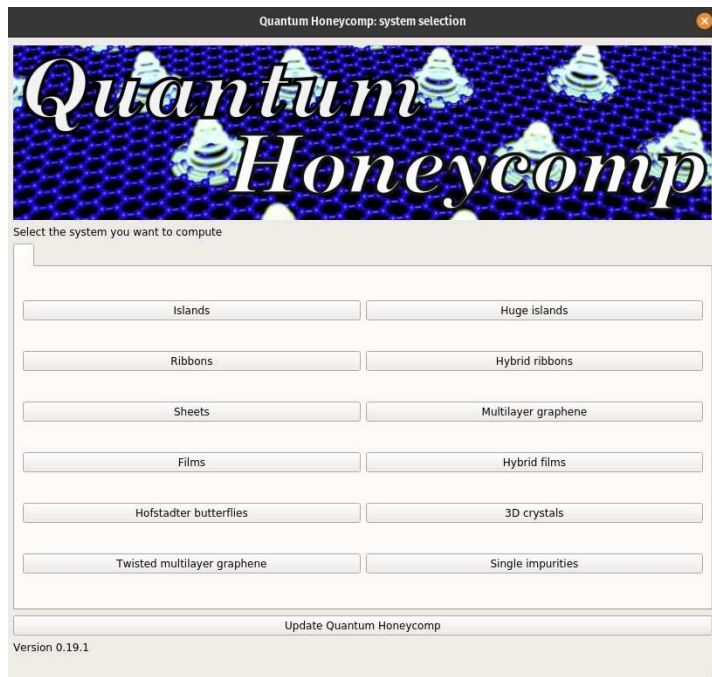 Quantum Honeycomp: system selection
Quantum
Honeycomp
Select the system you want to compute
Islands
Huge islands
Ribbons
Hybrid ribbons
Sheets
Multilayer graphene
Films
Hybrid films
Hofstadter butterflies
3D crystals
Twisted multilayer graphene
Single impurities
Update Quantum Honeycomp
Version 0.19.1